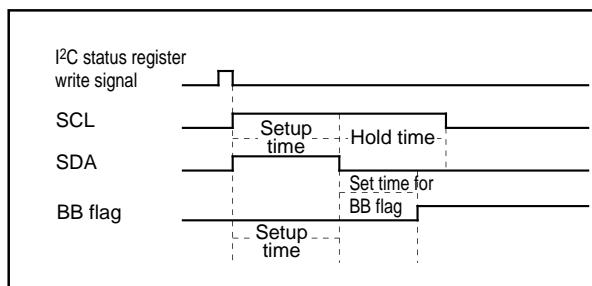 I²C status register
write signal
SCL
Setup
time
Hold time
SDA
Set time for
BB flag
BB flag
Setup
time